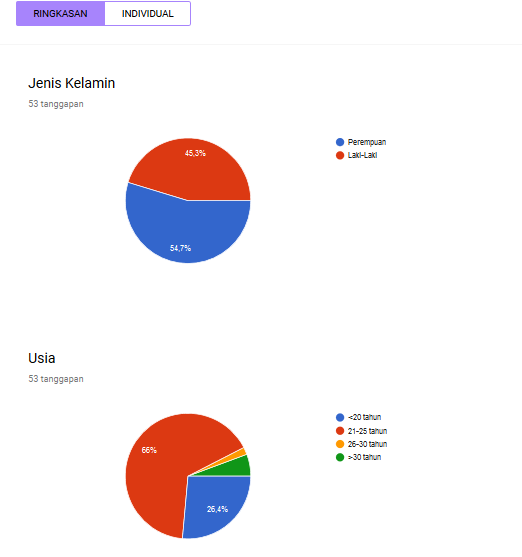 RINGKASAN INDIVIDUAL
Jenis Kelamin
53 tanggapan
45,3%
54,7%
Perempuan
Laki-Laki
Usia
53 tanggapan
66%
26,4%
<20 tahun
21-25 tahun
26-30 tahun
>30 tahun